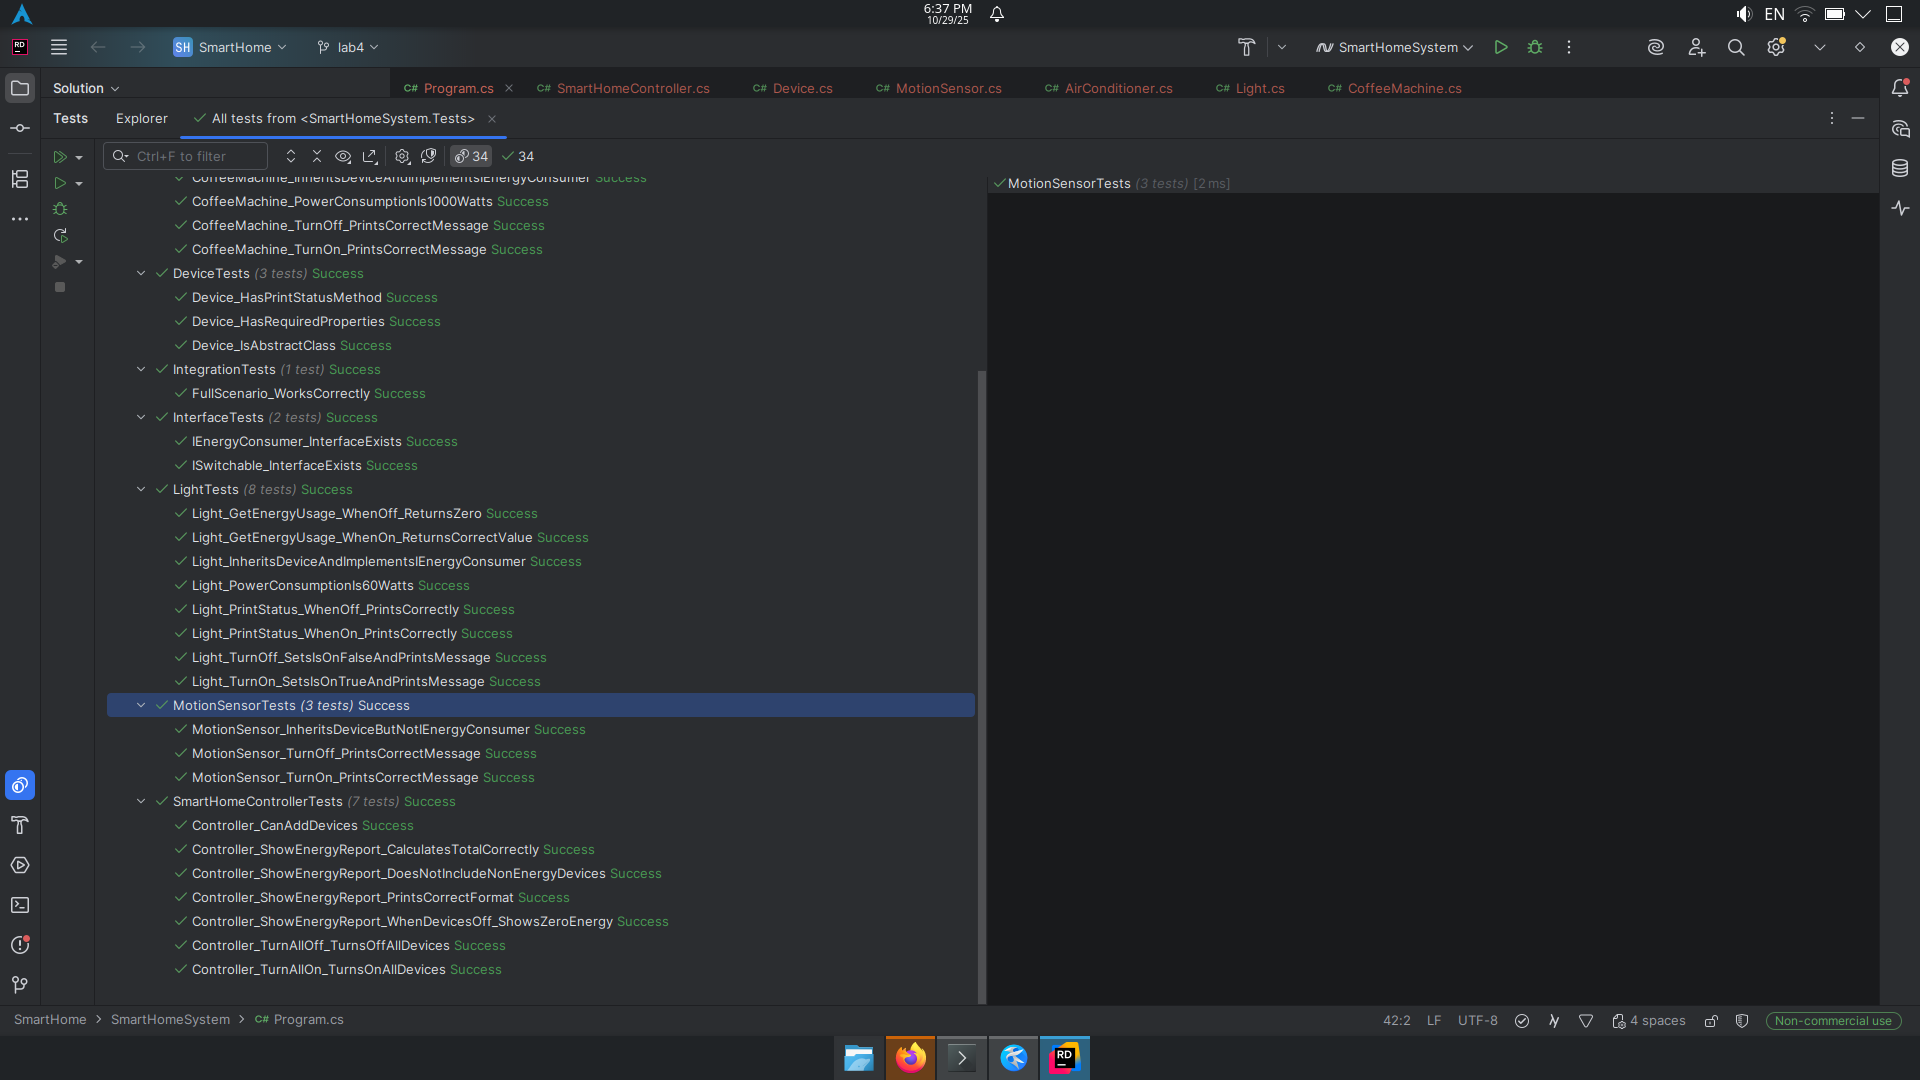 6:37 PM
10/29/25
EN
RD
SH SmartHome
lab4
SmartHomeSystem
Solution
C# Program.cs
C# SmartHomeController.cs
C# Device.cs
C# MotionSensor.cs
C# AirConditioner.cs
C# Light.cs
C# CoffeeMachine.cs
Tests
Explorer
All tests from <SmartHomeSystem.Tests>
Ctrl+F to filter
34
34
CoffeeMachine_InheritsDeviceAndImplementsIEnergyConsumer Success
CoffeeMachine_PowerConsumptionIs1000Watts Success
CoffeeMachine_TurnOff_PrintsCorrectMessage Success
CoffeeMachine_TurnOn_PrintsCorrectMessage Success
DeviceTests (3 tests) Success
Device_HasPrintStatusMethod Success
Device_HasRequiredProperties Success
Device_IsAbstractClass Success
IntegrationTests (1 test) Success
FullScenario_WorksCorrectly Success
InterfaceTests (2 tests) Success
IEnergyConsumer_InterfaceExists Success
ISwitchable_InterfaceExists Success
LightTests (8 tests) Success
Light_GetEnergyUsage_WhenOff_ReturnsZero Success
Light_GetEnergyUsage_WhenOn_ReturnsCorrectValue Success
Light_InheritsDeviceAndImplementsIEnergyConsumer Success
Light_PowerConsumptionIs60Watts Success
Light_PrintStatus_WhenOff_PrintsCorrectly Success
Light_PrintStatus_WhenOn_PrintsCorrectly Success
Light_TurnOff_SetsIsOnFalseAndPrintsMessage Success
Light_TurnOn_SetsIsOnTrueAndPrintsMessage Success
MotionSensorTests (3 tests) Success
MotionSensor_InheritsDeviceButNotIEnergyConsumer Success
MotionSensor_TurnOff_PrintsCorrectMessage Success
MotionSensor_TurnOn_PrintsCorrectMessage Success
SmartHomeControllerTests (7 tests) Success
Controller_CanAddDevices Success
Controller_ShowEnergyReport_CalculatesTotalCorrectly Success
Controller_ShowEnergyReport_DoesNotIncludeNonEnergyDevices Success
Controller_ShowEnergyReport_PrintsCorrectFormat Success
Controller_ShowEnergyReport_WhenDevicesOff_ShowsZeroEnergy Success
Controller_TurnAllOff_TurnsOffAllDevices Success
Controller_TurnAllOn_TurnsOnAllDevices Success
MotionSensorTests (3 tests) [2 ms]
SmartHome > SmartHomeSystem > C# Program.cs
42:2
LF
UTF-8
4 spaces
Non-commercial use
RD